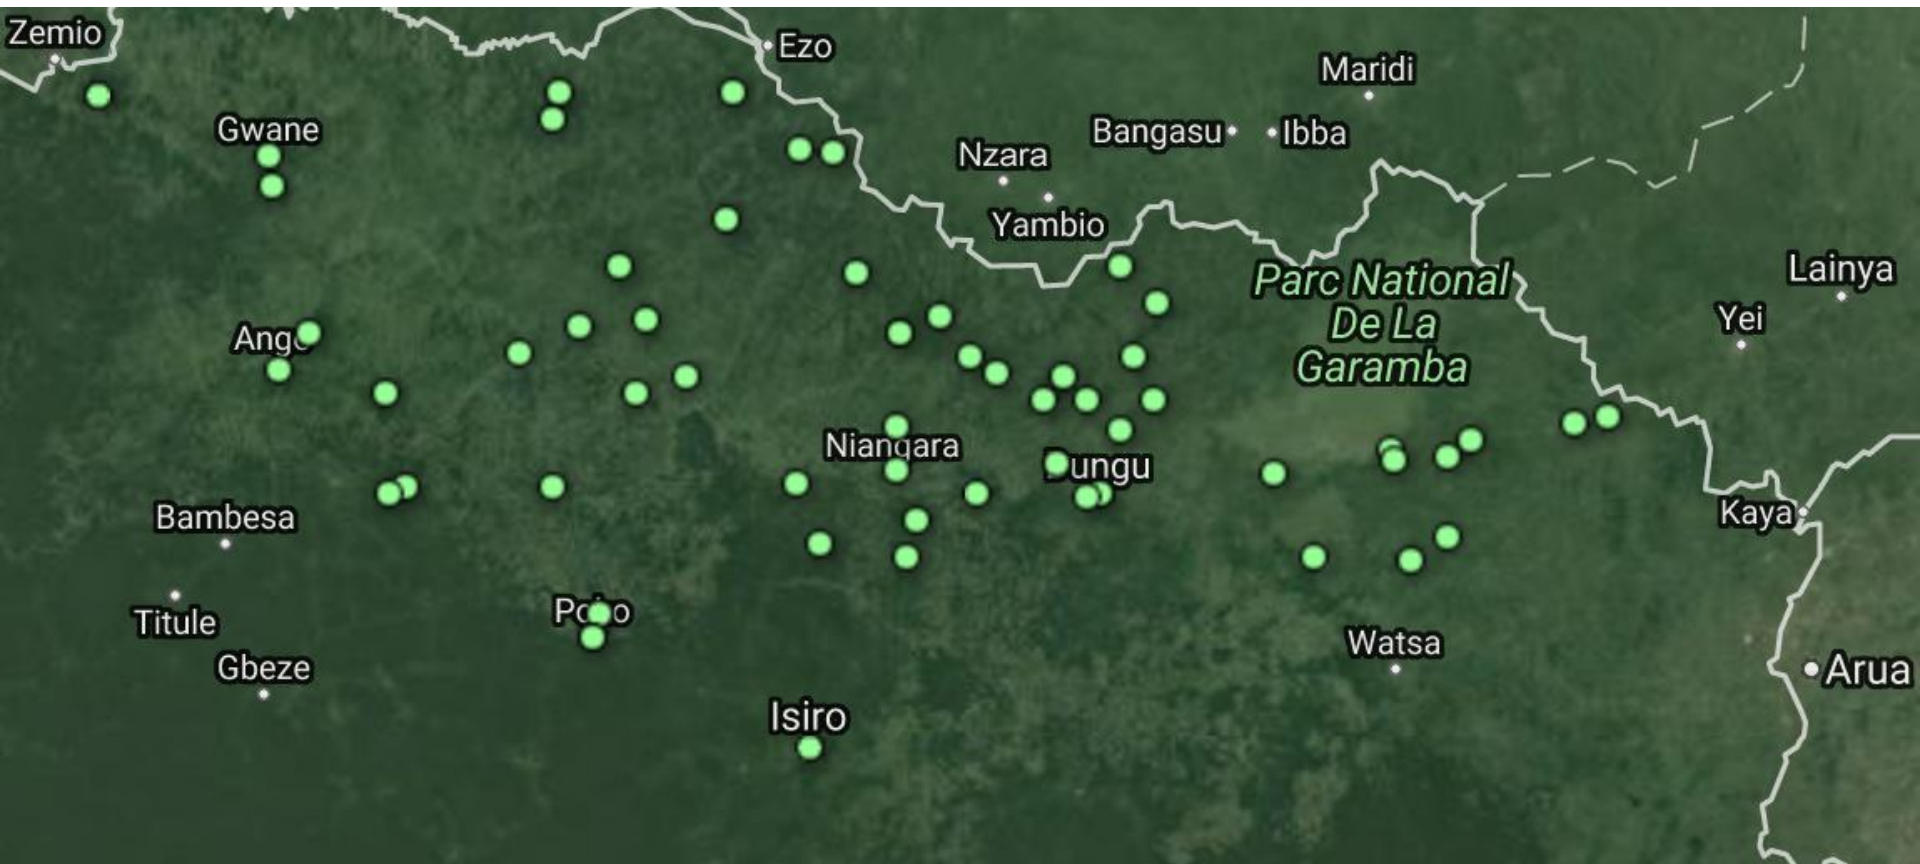 Zemio
Ezo
Maridi
Gwane
Bangasu
Ibba
Nzara
Yambio
Parc National
De La
Garamba
Lainya
Yei
Niangara
Bambesa
Kaya
Titule
Watsa
Gbeze
Arua
Isiro